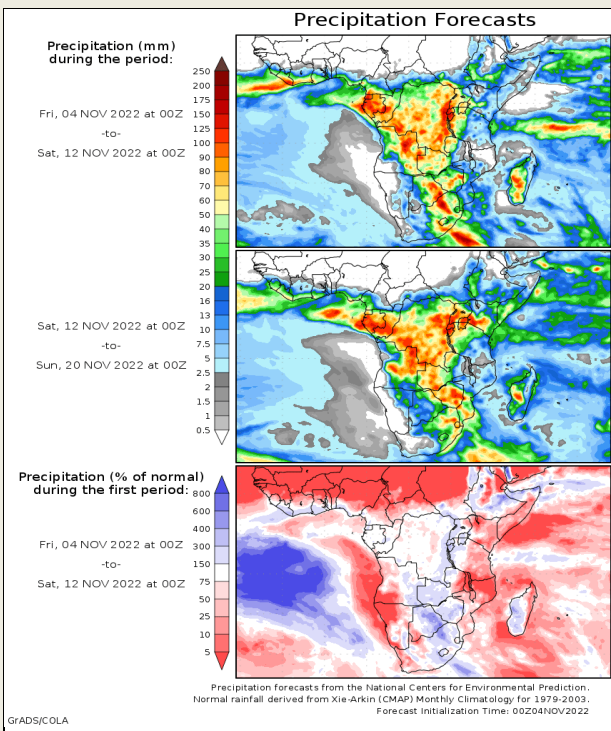 Precipitation Forecasts
Precipitation (mm)
during the period:
Fri, 04 NOV 2022 at 00Z
-to-
Sat, 12 NOV 2022 at 00Z
250
200
175
150
125
100
90
80
70
60
50
40
35
30
25
20
16
13
10
7.5
5
2.5
2
1.5
1
0.5
Sat, 12 NOV 2022 at 00Z
-to-
Sun, 20 NOV 2022 at 00Z
Precipitation (% of normal)
during the first period:
Fri, 04 NOV 2022 at 00Z
-to-
Sat, 12 NOV 2022 at 00Z
800
600
400
300
150
75
50
25
10
5
Precipitation forecasts from the National Centers for Environmental Prediction.
Normal rainfall derived from Xie-Arkin (CMAP) Monthly Climatology for 1979-2003.
Forecast Initialization Time: 00Z04NOV2022
GrADS/COLA